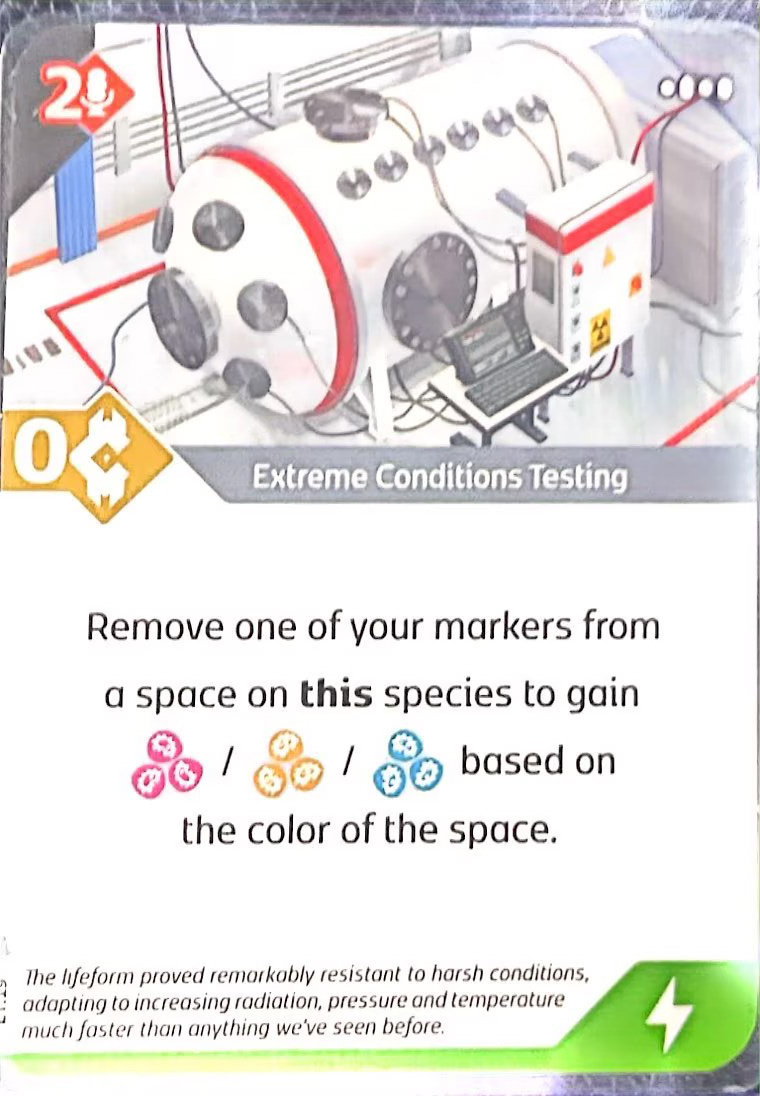 2
0
Extreme Conditions Testing
Remove one of your markers from
a space on this species to gain
/ / based on
the color of the space.
The lifeform proved remarkably resistant to harsh conditions,
adapting to increasing radiation, pressure and temperature
much faster than anything we've seen before.